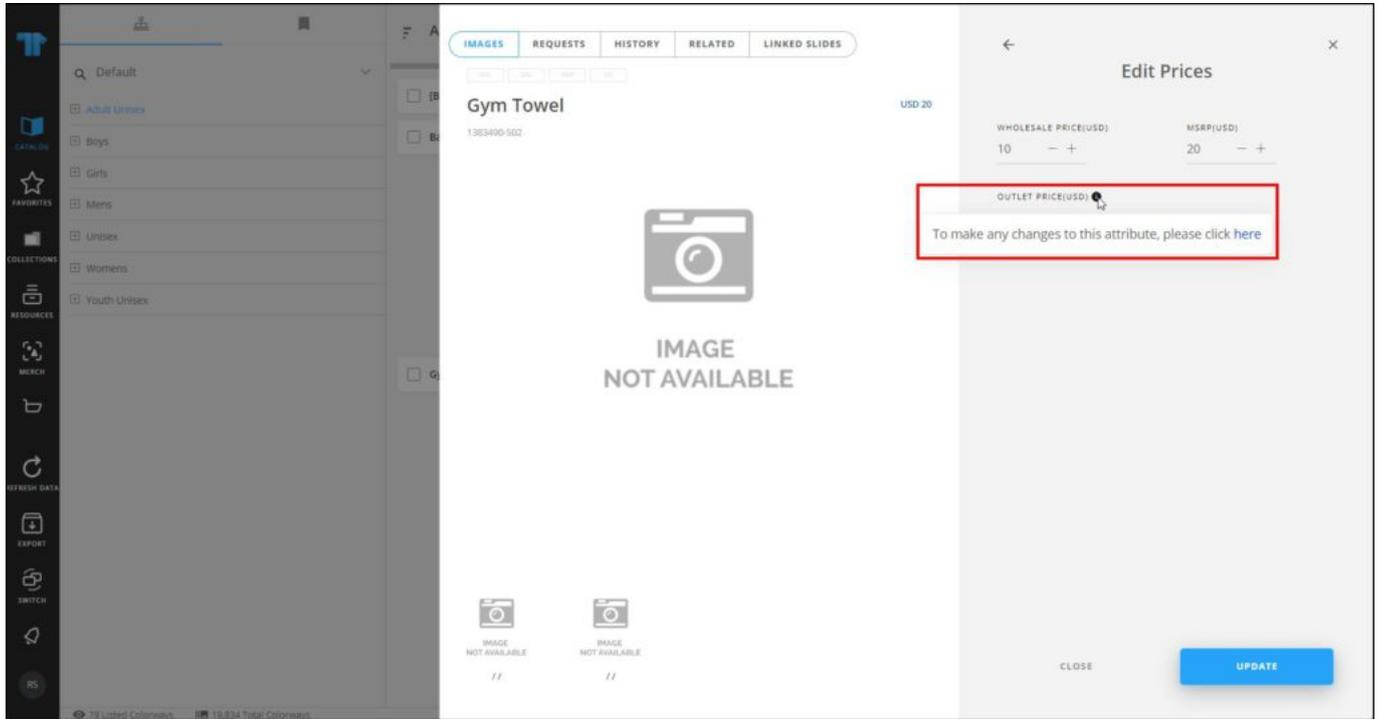 Default
Adult Unisex
Boys
Girls
Mens
Unisex
Womens
Youth Unisex
CATALOG
FAVORITES
COLLECTIONS
RESOURCES
MERCH
REFRESH DATA
EXPORT
SWITCH
RS
79 Listed Colorways 19,834 Total Colorways
A
IMAGES REQUESTS HISTORY RELATED LINKED SLIDES
Gym Towel
USD 20
1383490-502
IMAGE
NOT AVAILABLE
IMAGE
NOT AVAILABLE
//
IMAGE
NOT AVAILABLE
//
Edit Prices
WHOLESALE PRICE(USD) MSRP(USD)
10 − + 20 − +
OUTLET PRICE(USD)
To make any changes to this attribute, please click here
CLOSE UPDATE